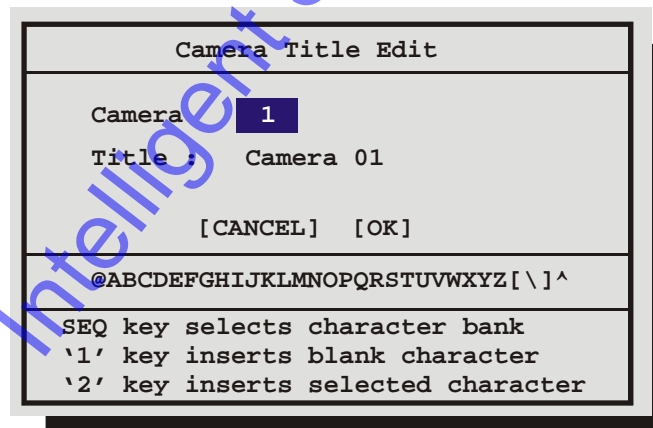 Camera Title Edit
Camera 1
Title : Camera 01
[CANCEL] [OK]
@ABCDEFGHIJKLMNOPQRSTUVWXYZ[\]^
SEQ key selects character bank
‘1’ key inserts blank character
‘2’ key inserts selected character
Intelligent